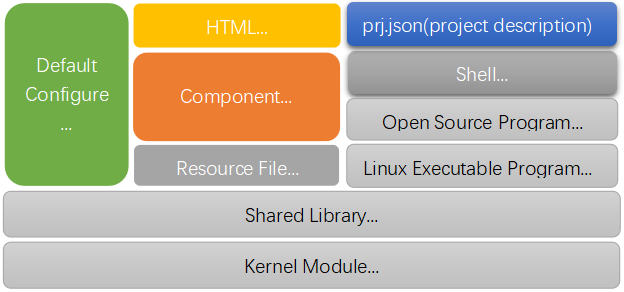 Default
Configure
...
HTML...
Component...
Resource File...
prj.json(project description)
Shell...
Open Source Program...
Linux Executable Program...
Shared Library...
Kernel Module...